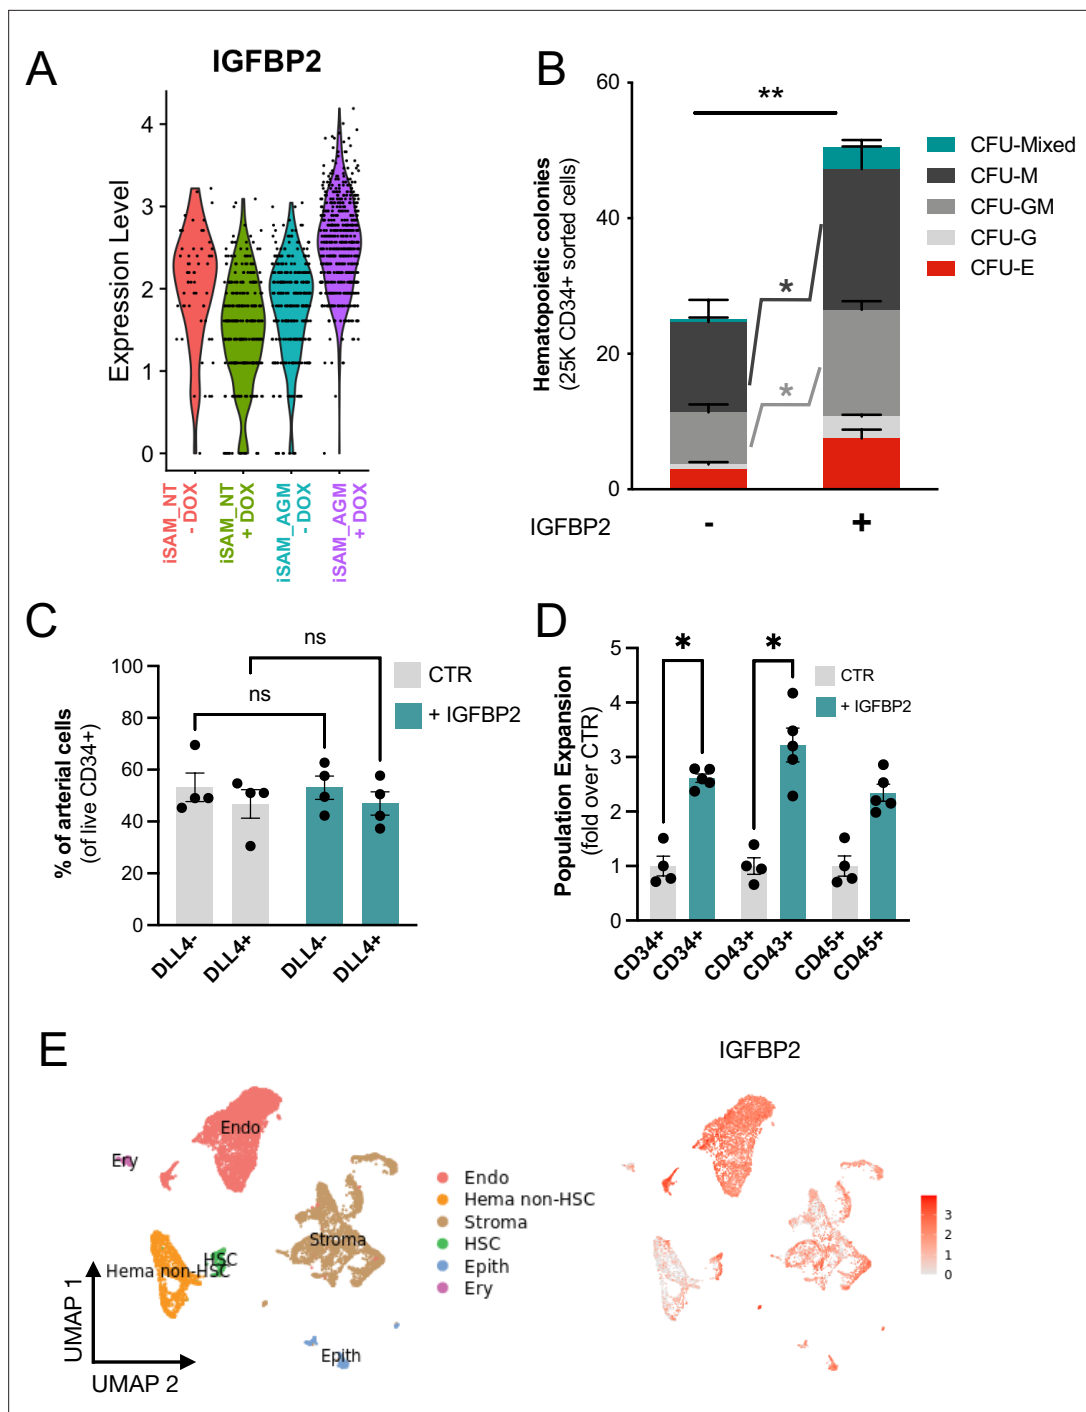 A
IGFBP2
Expression Level
4
3
2
1
0
iSAM_NT
- DOX
iSAM_NT
+ DOX
iSAM_AGM
- DOX
iSAM_AGM
+ DOX
B
Hematopoietic colonies
(25K CD34+ sorted cells)
60
40
20
0
**
*
*
CFU-Mixed
CFU-M
CFU-GM
CFU-G
CFU-E
IGFBP2
-
+
C
% of arterial cells
(of live CD34+)
100
80
60
40
20
0
ns
ns
CTR
+ IGFBP2
DLL4-
DLL4+
DLL4-
DLL4+
D
Population Expansion
(fold over CTR)
5
4
3
2
1
0
*
*
CTR
+ IGFBP2
CD34+
CD34+
CD43+
CD43+
CD45+
CD45+
E
Endo
Ery
Stroma
HSC
Hema non-HSC
Epith
UMAP 1
UMAP 2
Endo
Hema non-HSC
Stroma
HSC
Epith
Ery
IGFBP2
3
2
1
0